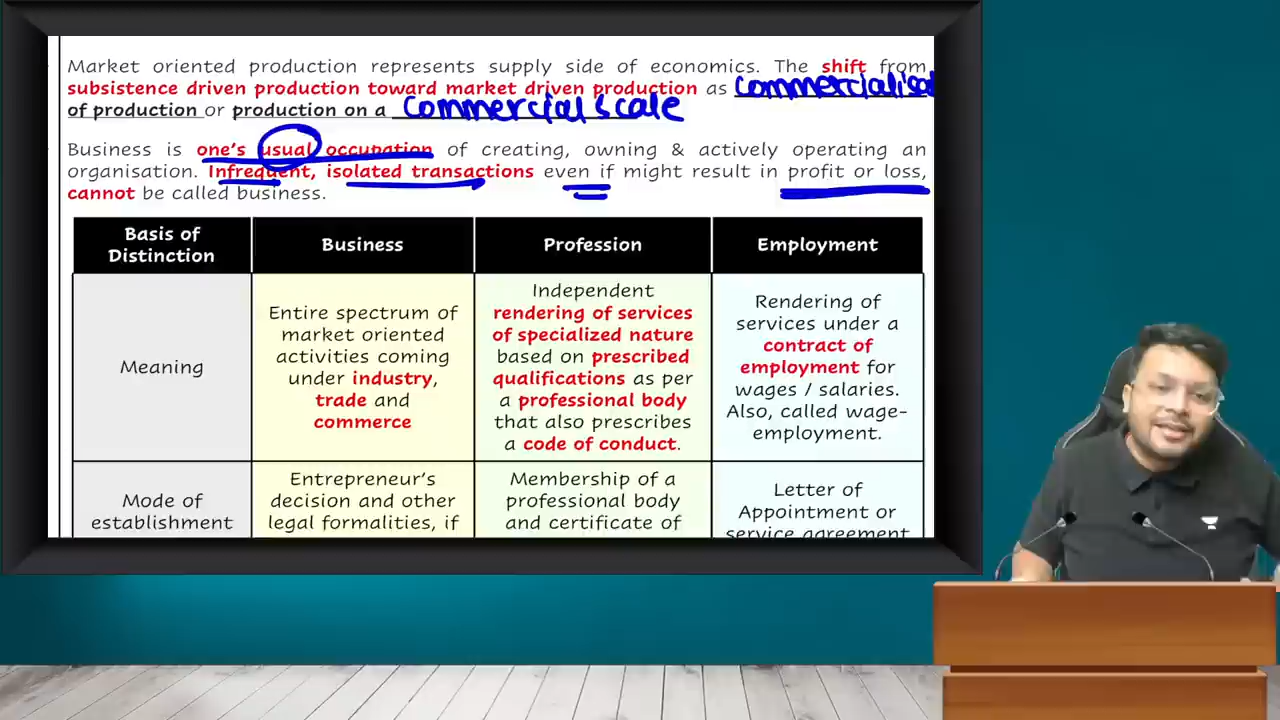 Market oriented production represents supply side of economics. The shift from
subsistence driven production toward market driven production as
of production or production on a commercial scale
Business is one's usual occupation of creating, owning & actively operating an
organisation. Infrequent, isolated transactions even if might result in profit or loss,
cannot be called business.
Basis of
Distinction
Business
Profession
Employment
Meaning
Entire spectrum of
market oriented
activities coming
under industry,
trade and
commerce
Independent
rendering of services
of specialized nature
based on prescribed
qualifications as per
a professional body
that also prescribes
a code of conduct.
Rendering of
services under a
contract of
employment for
wages / salaries.
Also, called wage-
employment.
Mode of
establishment
Entrepreneur's
decision and other
legal formalities, if
Membership of a
professional body
and certificate of
Letter of
Appointment or
service agreement